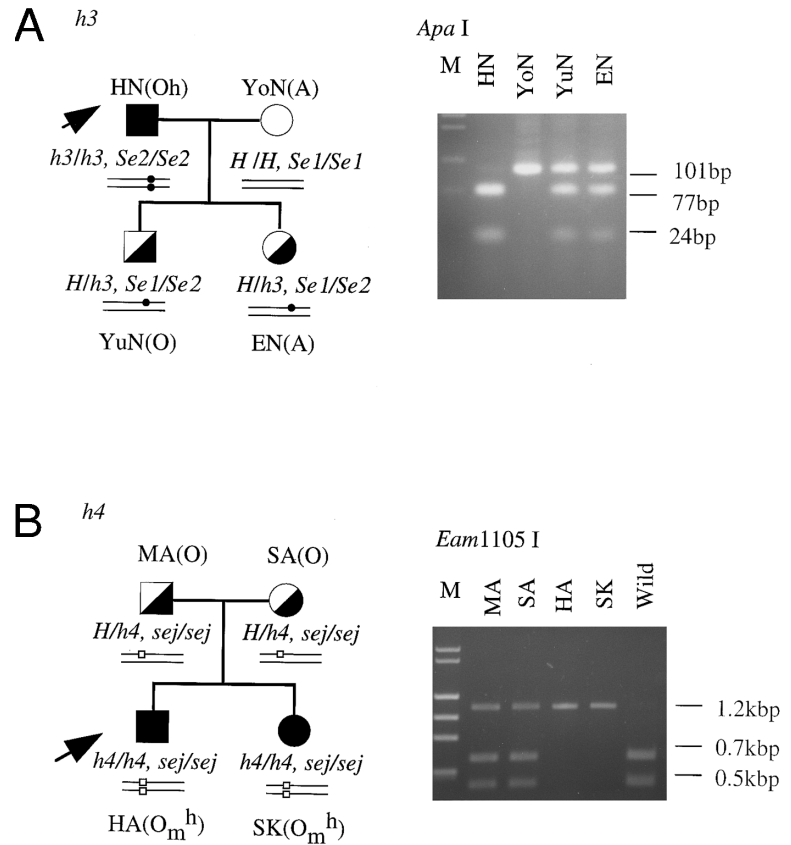 A
h3
Apa I
M HN YoN YuN EN
HN(Oh) YoN(A)
h3/h3, Se2/Se2 H /H, Se1/Se1
101bp
77bp
24bp
H/h3, Se1/Se2 H/h3, Se1/Se2
YuN(O) EN(A)
B
h4
Eam1105 I
M MA SA HA SK Wild
MA(O) SA(O)
H/h4, sej/sej H/h4, sej/sej
1.2kbp
0.7kbp
0.5kbp
h4/h4, sej/sej h4/h4, sej/sej
HA(Omh) SK(Omh)